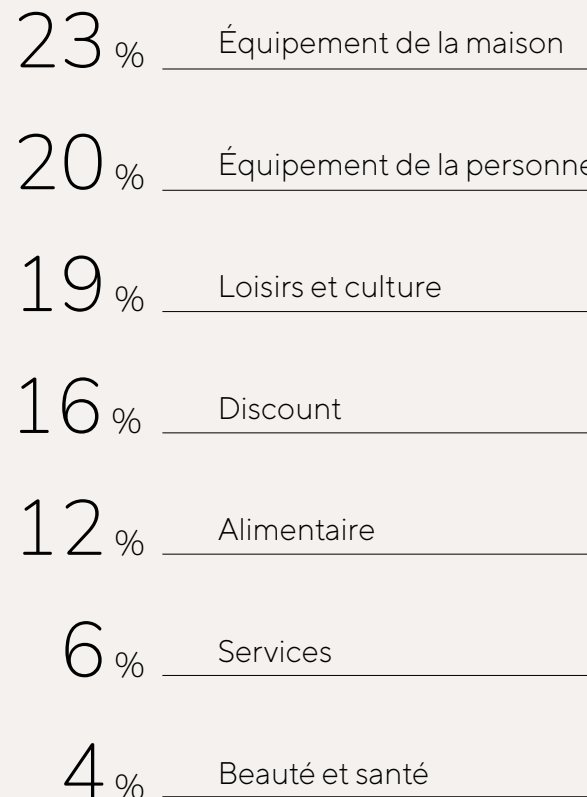 23 % Équipement de la maison
20 % Équipement de la personne
19 % Loisirs et culture
16 % Discount
12 % Alimentaire
6 % Services
4 % Beauté et santé